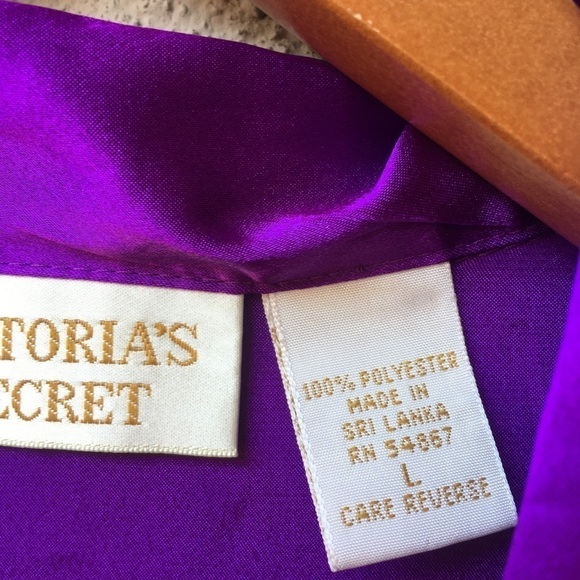 TORIA'S
ECRET
100% POLYESTER
MADE IN
SRI LANKA
RN 54867
L
CARE REVERSE